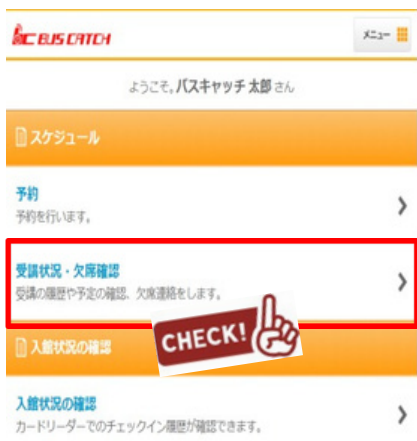 BUS CATCH
メニュー
ようこそ, バスキャッチ 太郎 さん
スケジュール
予約
予約を行います。
受講状況・欠席確認
受講の履歴や予定の確認、欠席連絡をします。
CHECK!
入館状況の確認
入館状況の確認
カードリーダーでのチェックイン履歴が確認できます。